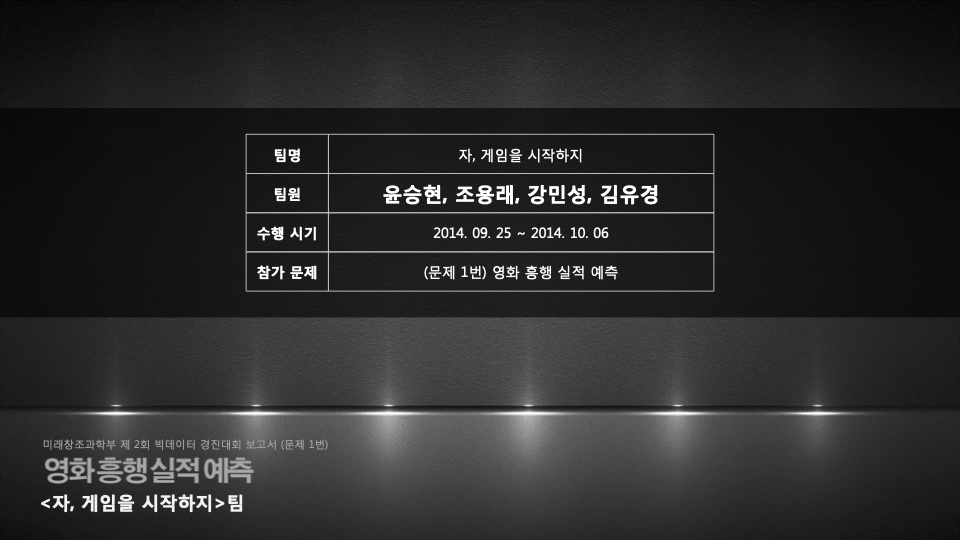 팀명 자, 게임을 시작하지
팀원 윤승현, 조용래, 강민성, 김유경
수행 시기 2014. 09. 25 ~ 2014. 10. 06
참가 문제 (문제 1번) 영화 흥행 실적 예측
미래창조과학부 제 2회 빅데이터 경진대회 보고서 (문제 1번)
영화 흥행 실적 예측
<자, 게임을 시작하지>팀